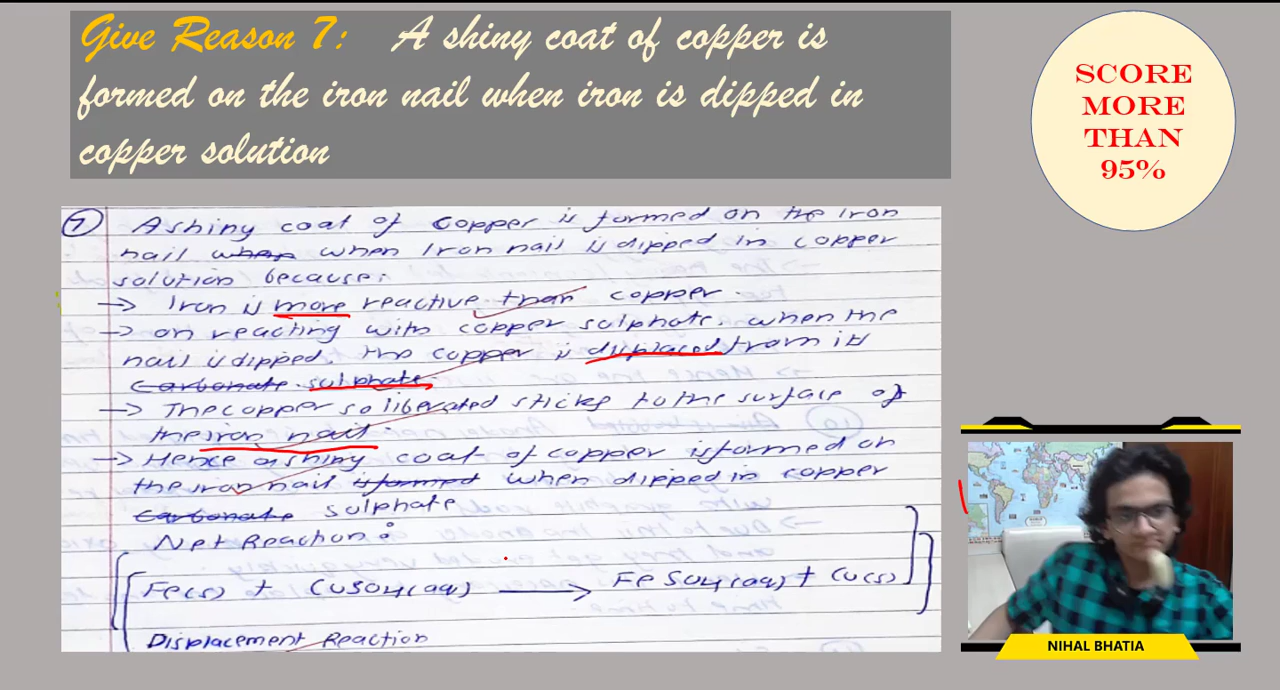 Give Reason 7: A shiny coat of copper is
formed on the iron nail when iron is dipped in
copper solution
SCORE
MORE
THAN
95%
7 A shiny coat of copper is formed on the iron
nail when when Iron nail is dipped in copper
solution because:
→ Iron is more reactive than copper.
→ on reacting with copper sulphate. when the
nail is dipped. the copper is displaced from its
Carbonate. sulphate.
→ The copper so liberated sticks to the surface of
the iron nail.
→ Hence a shiny coat of copper is formed on
the iron nail is formed when dipped in copper
Carbonate sulphate
Net Reaction:
Fe(s) + CuSO4(aq) → FeSO4(aq) + Cu(s)
Displacement Reaction
NIHAL BHATIA